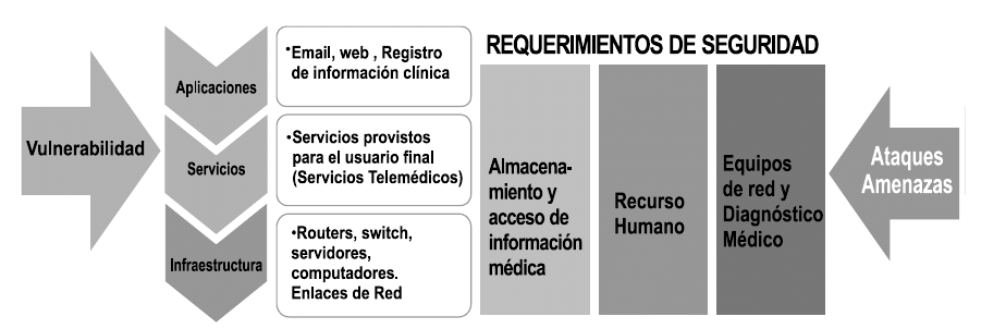 Vulnerabilidad
Aplicaciones
•Email, web , Registro
de información clínica
Servicios
•Servicios provistos
para el usuario final
(Servicios Telemédicos)
Infraestructura
•Routers, switch,
servidores,
computadores.
Enlaces de Red
REQUERIMIENTOS DE SEGURIDAD
Almacena-
miento y
acceso de
información
médica
Recurso
Humano
Equipos
de red y
Diagnóstico
Médico
Ataques
Amenazas